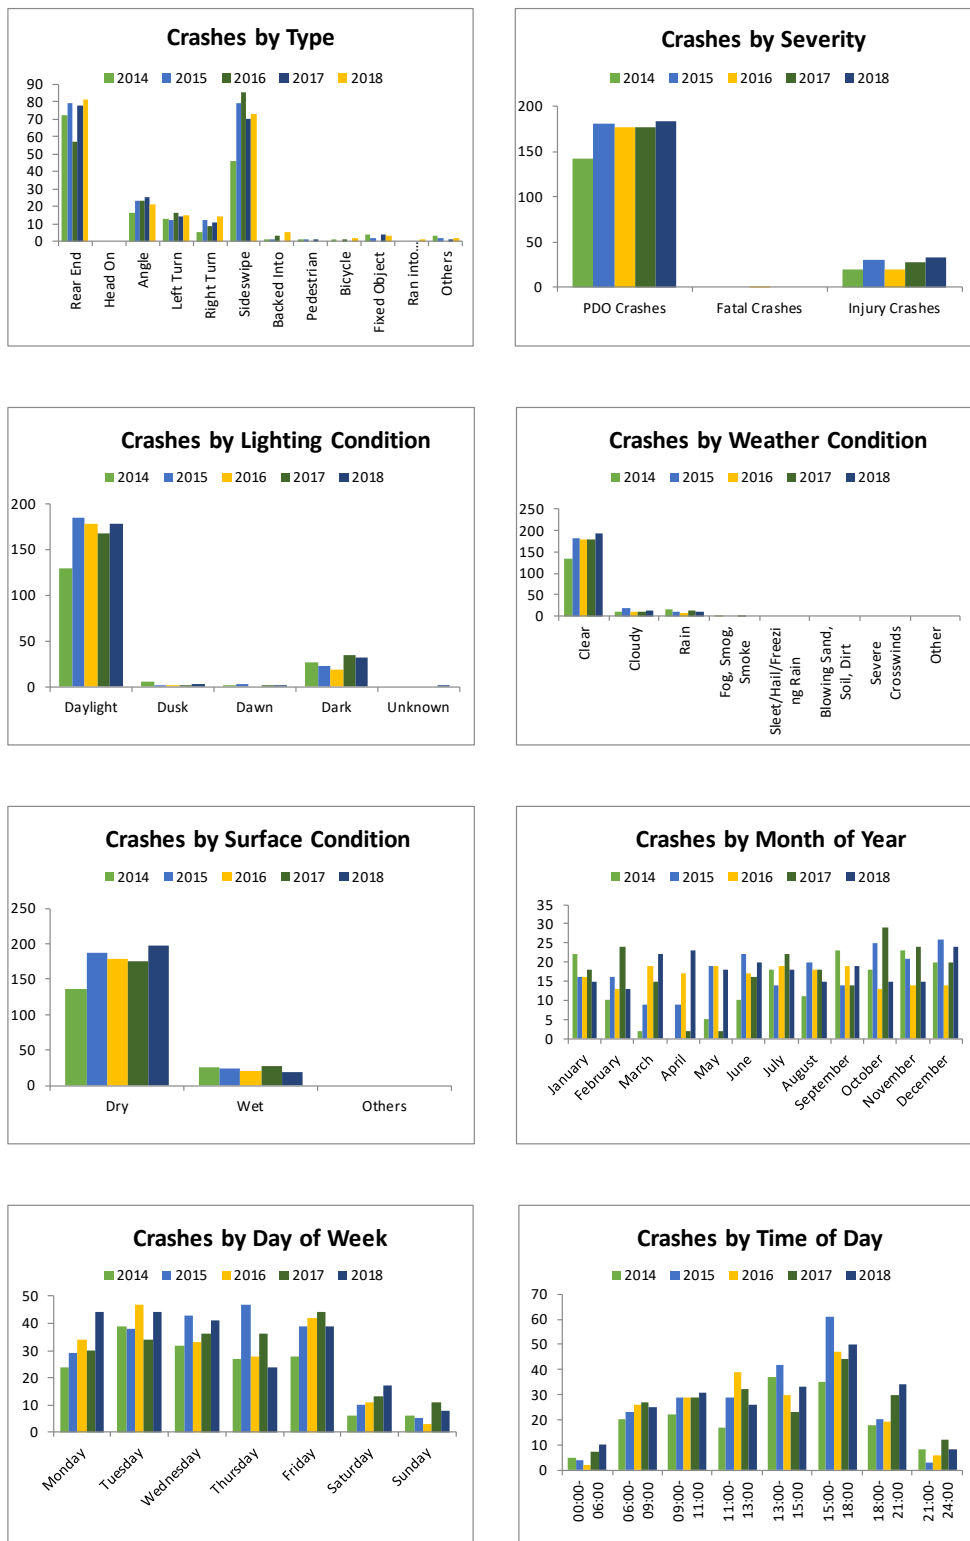 Crashes by Type
2014 2015 2016 2017 2018
90
80
70
60
50
40
30
20
10
0
Rear End
Head On
Angle
Left Turn
Right Turn
Sideswipe
Backed Into
Pedestrian
Bicycle
Fixed Object
Ran into...
Others
Crashes by Severity
2014 2015 2016 2017 2018
200
150
100
50
0
PDO Crashes Fatal Crashes Injury Crashes
Crashes by Lighting Condition
2014 2015 2016 2017 2018
200
150
100
50
0
Daylight Dusk Dawn Dark Unknown
Crashes by Weather Condition
2014 2015 2016 2017 2018
250
200
150
100
50
0
Clear
Cloudy
Rain
Fog, Smog,
Smoke
Sleet/Hail/Freezi
ng Rain
Blowing Sand,
Soil, Dirt
Severe
Crosswinds
Other
Crashes by Surface Condition
2014 2015 2016 2017 2018
250
200
150
100
50
0
Dry Wet Others
Crashes by Month of Year
2014 2015 2016 2017 2018
35
30
25
20
15
10
5
0
January
February
March
April
May
June
July
August
September
October
November
December
Crashes by Day of Week
2014 2015 2016 2017 2018
50
40
30
20
10
0
Monday
Tuesday
Wednesday
Thursday
Friday
Saturday
Sunday
Crashes by Time of Day
2014 2015 2016 2017 2018
70
60
50
40
30
20
10
0
00:00-
06:00
06:00-
09:00
09:00-
11:00
11:00-
13:00
13:00-
15:00
15:00-
18:00
18:00-
21:00
21:00-
24:00